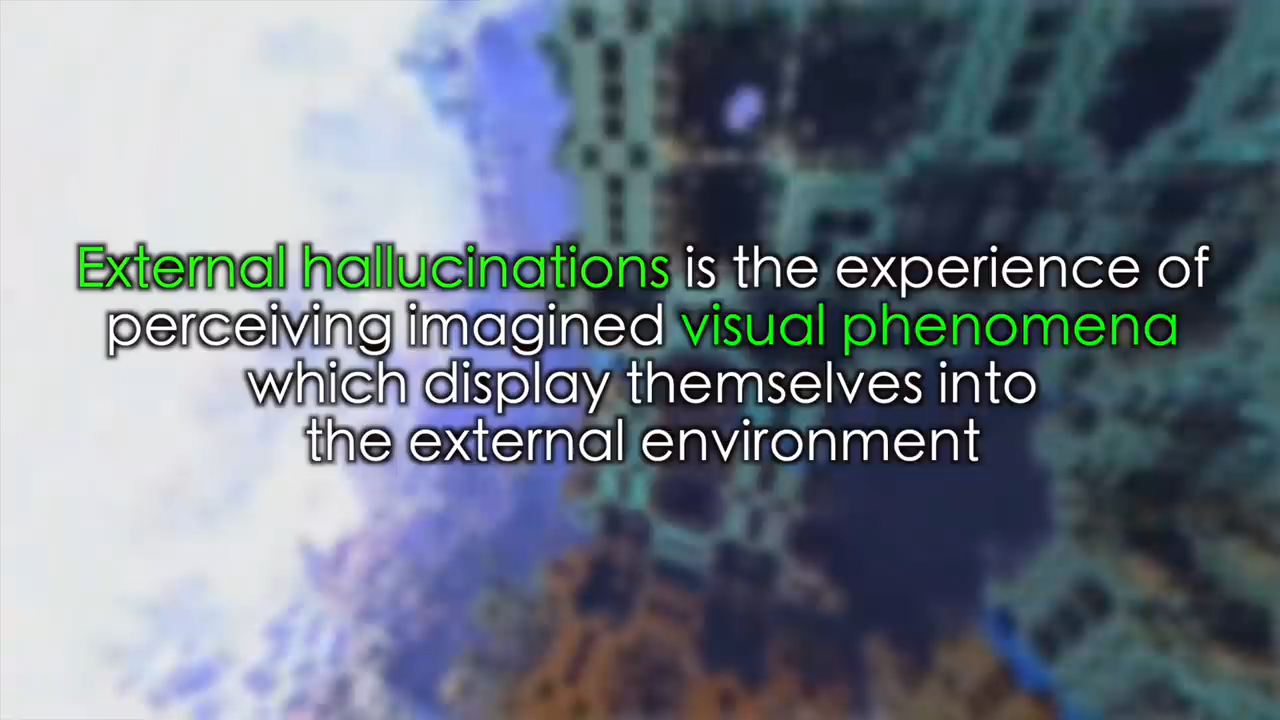 External hallucinations is the experience of
perceiving imagined visual phenomena
which display themselves into
the external environment